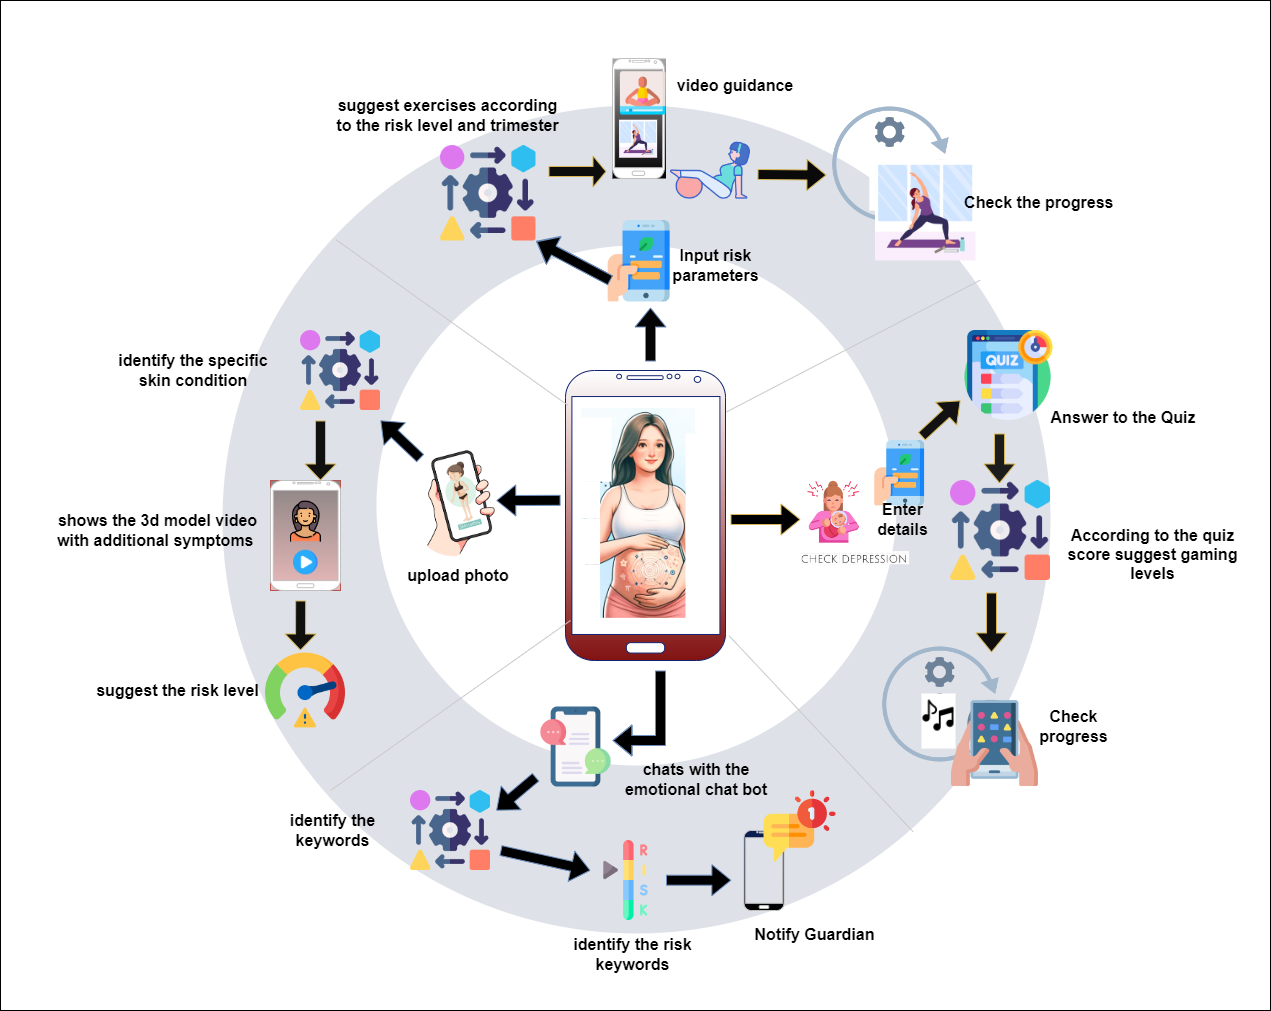 video guidance
suggest exercises according
to the risk level and trimester
Check the progress
Input risk
parameters
identify the specific
skin condition
QUIZ
Answer to the Quiz
Enter
details
CHECK DEPRESSION
shows the 3d model video
with additional symptoms
upload photo
According to the quiz
score suggest gaming
levels
suggest the risk level
Check
progress
chats with the
emotional chat bot
identify the
keywords
1
R
I
S
K
Notify Guardian
identify the risk
keywords